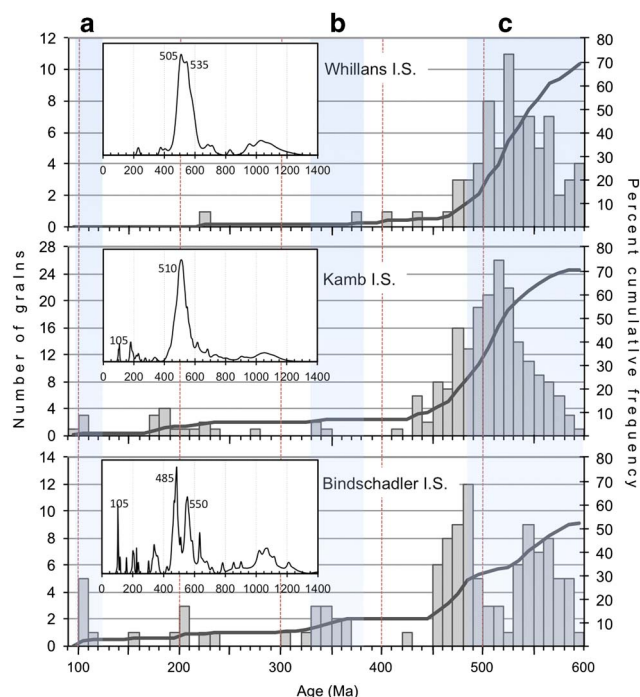 a b c
12 10 8 6 4 2 0
80 70 60 50 40 30 20 10
505 535
0 200 400 600 800 1000 1200 1400
Whillans I.S.
28 24 20 16 12 8 4 0
80 70 60 50 40 30 20 10
510
105
0 200 400 600 800 1000 1200 1400
Kamb I.S.
14 12 10 8 6 4 2 0
80 70 60 50 40 30 20 10
485 550
105
0 200 400 600 800 1000 1200 1400
Bindschadler I.S.
Number of grains
Percent cumulative frequency
100 200 300 400 500 600
Age (Ma)